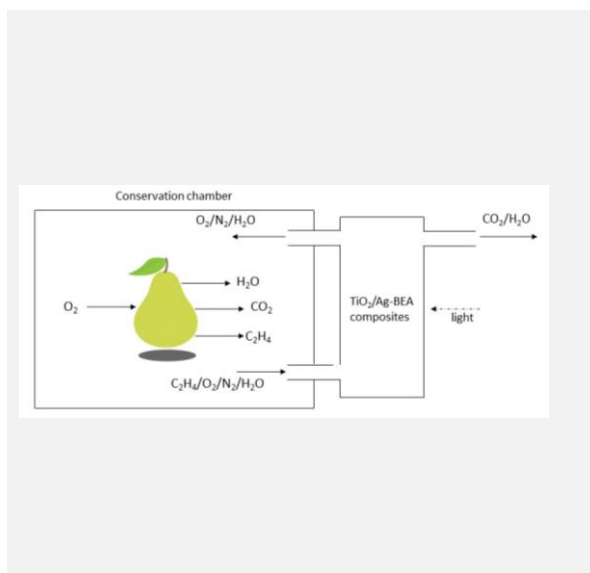 Conservation chamber
O₂/N₂/H₂O
CO₂/H₂O
H₂O
O₂
CO₂
TiO₂/Ag-BEA
composites
light
C₂H₄
C₂H₄/O₂/N₂/H₂O